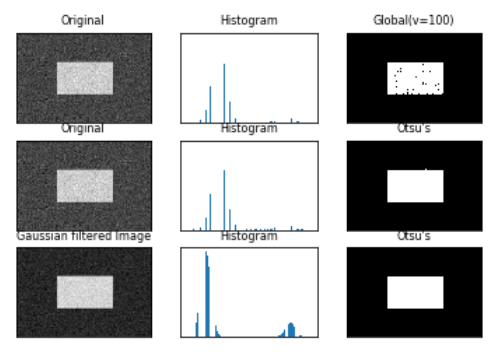 Original Histogram Global(v=100)
Original Histogram Otsu's
Gaussian filtered Image Histogram Otsu's